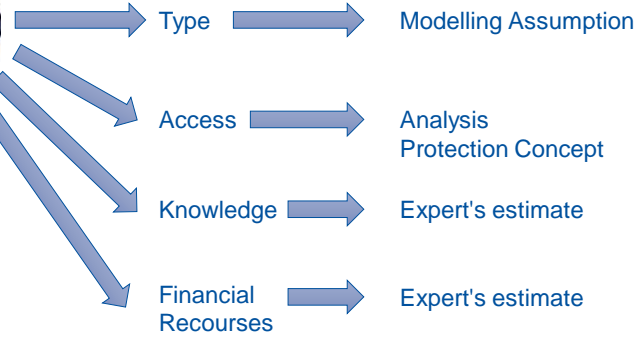 Type Modelling Assumption
Access Analysis
Protection Concept
Knowledge Expert's estimate
Financial Expert's estimate
Recourses